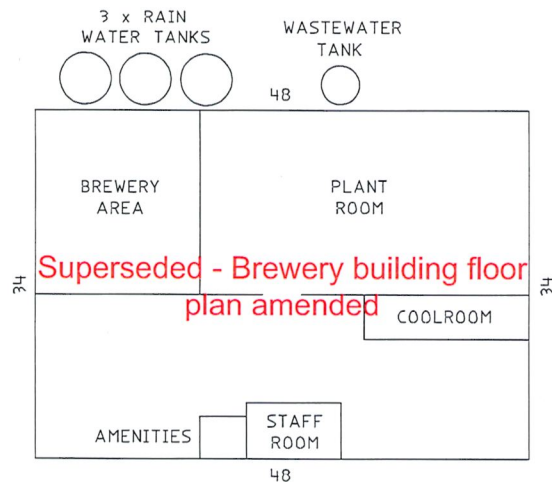 3 x RAIN
WATER TANKS
WASTEWATER
TANK
48
BREWERY
AREA
PLANT
ROOM
34
Superseded - Brewery building floor
plan amended
34
COOLROOM
AMENITIES
STAFF
ROOM
48